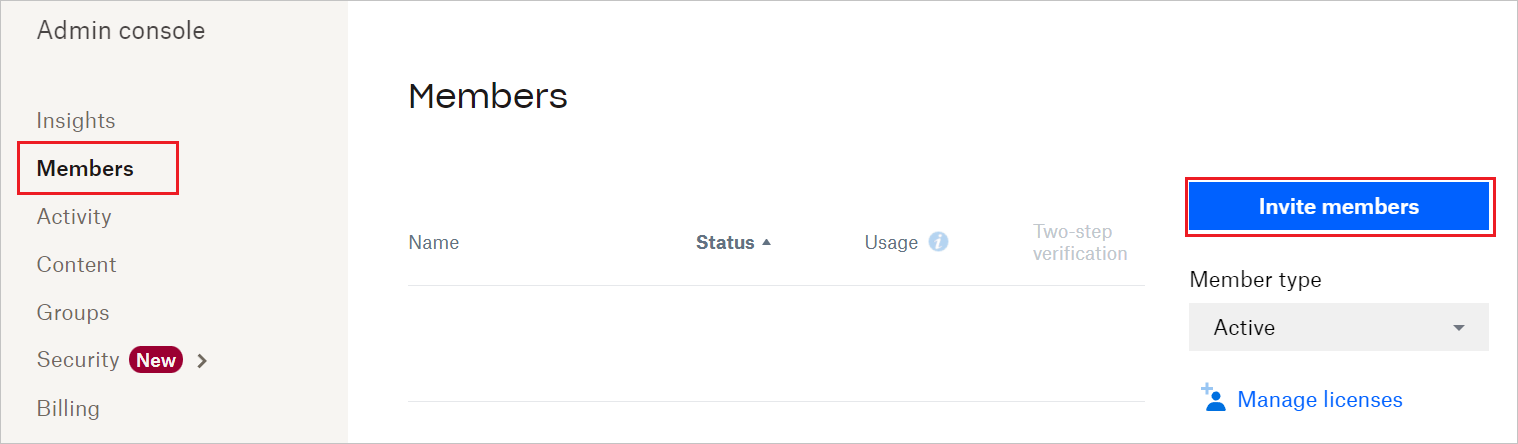 Admin console
Insights
Members
Activity
Content
Groups
Security New
Billing
Members
Name Status Usage Two-step verification
Invite members
Member type
Active
Manage licenses